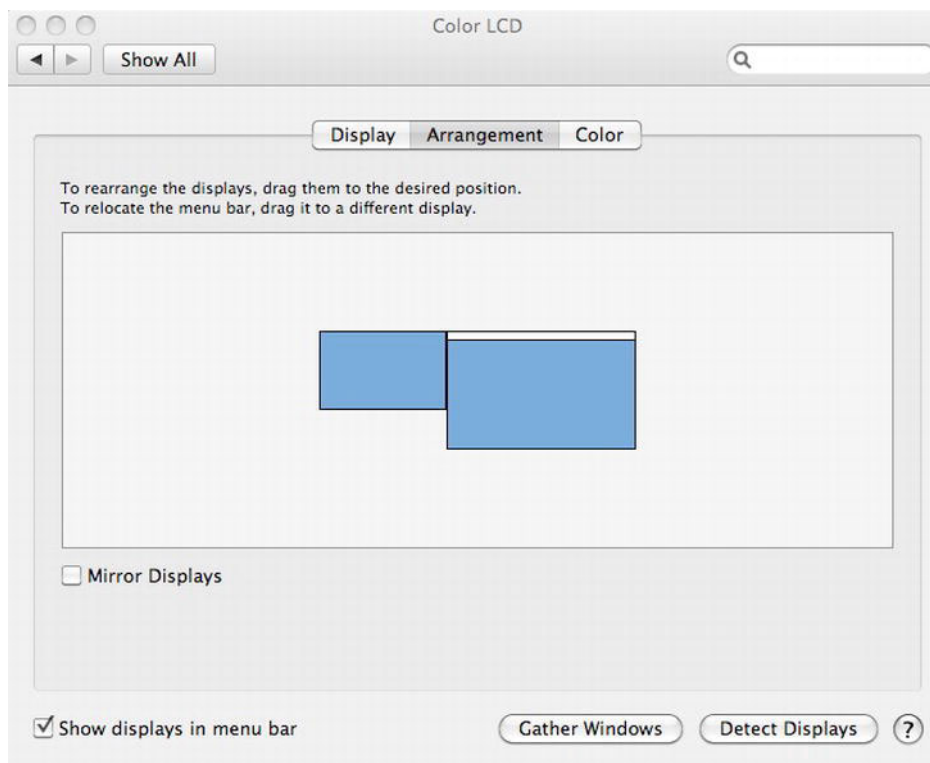 Color LCD
Show All
Display Arrangement Color
To rearrange the displays, drag them to the desired position.
To relocate the menu bar, drag it to a different display.
Mirror Displays
Show displays in menu bar Gather Windows Detect Displays ?